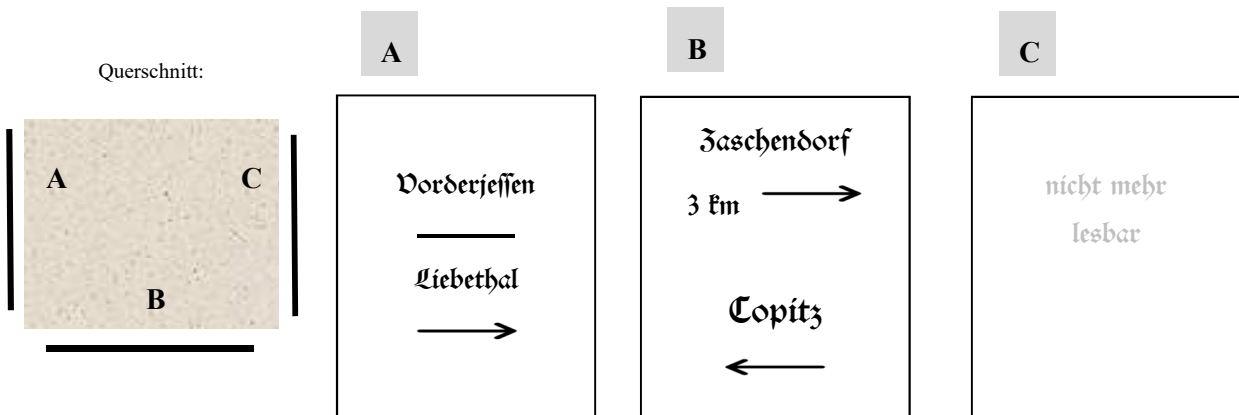 Querschnitt:
A
C
B
A
Vorderjessen
Liebethal
B
Zaschendorf
3 km
Copitz
C
nicht mehr
lesbar